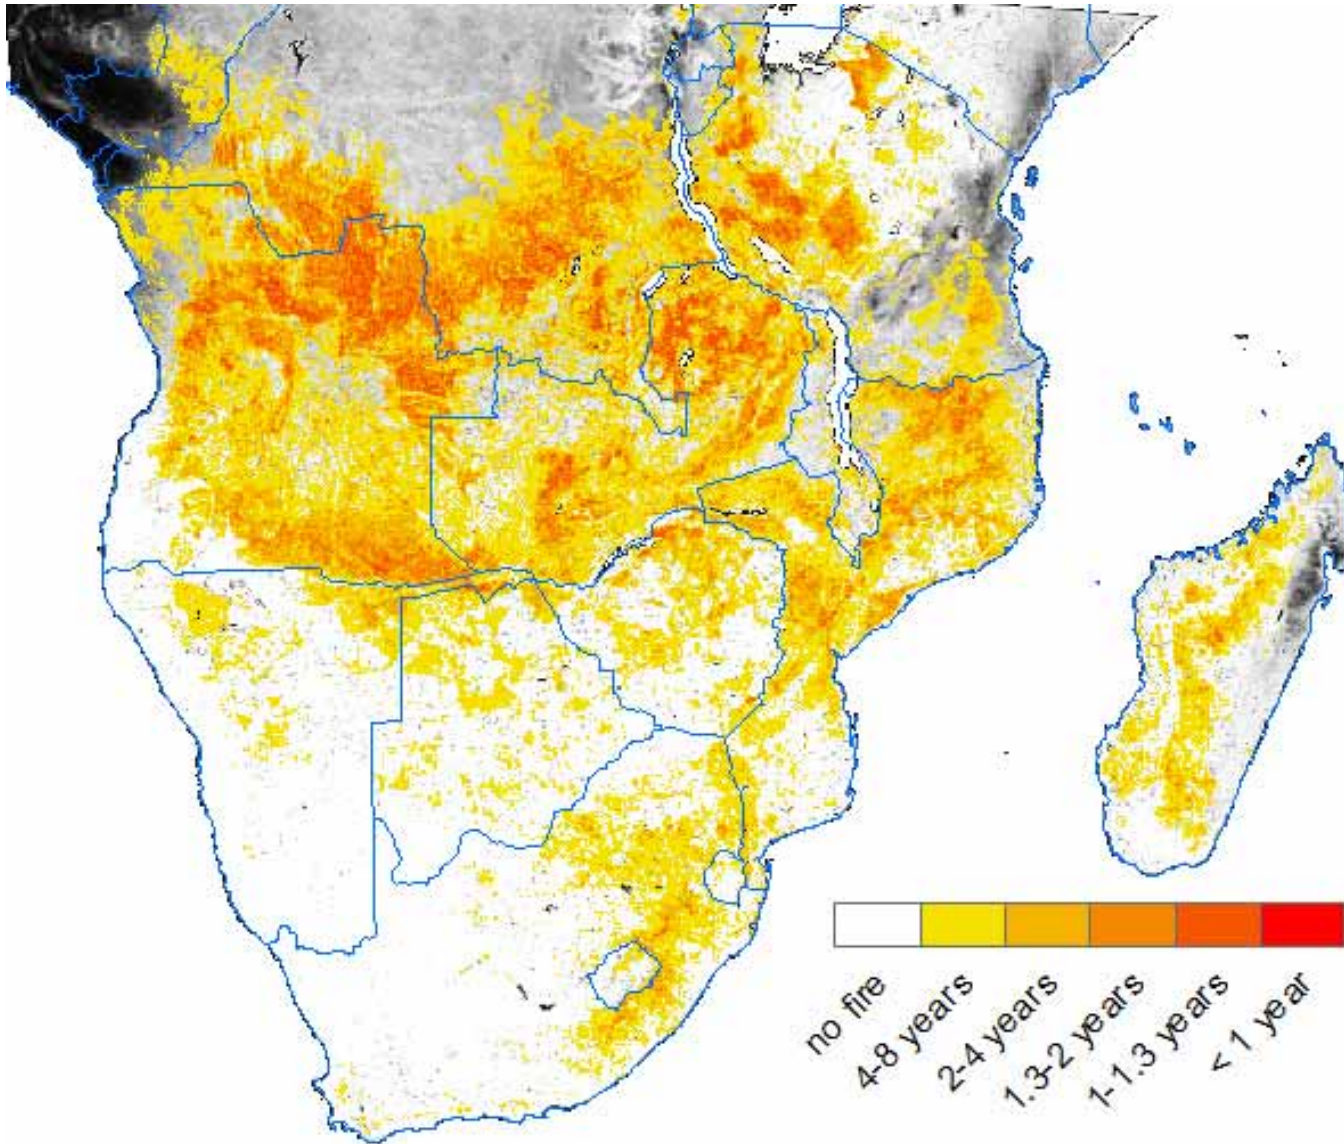 no fire
4-8 years
2-4 years
1.3-2 years
1-1.3 years
< 1 year